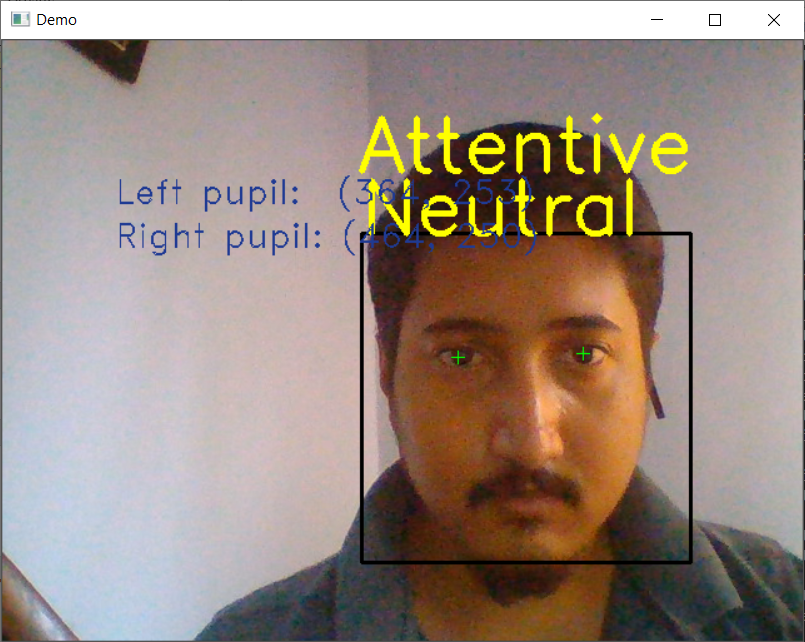 Demo
Attentive
Left pupil: (364, 253)
Neutral
Right pupil: (464, 250)